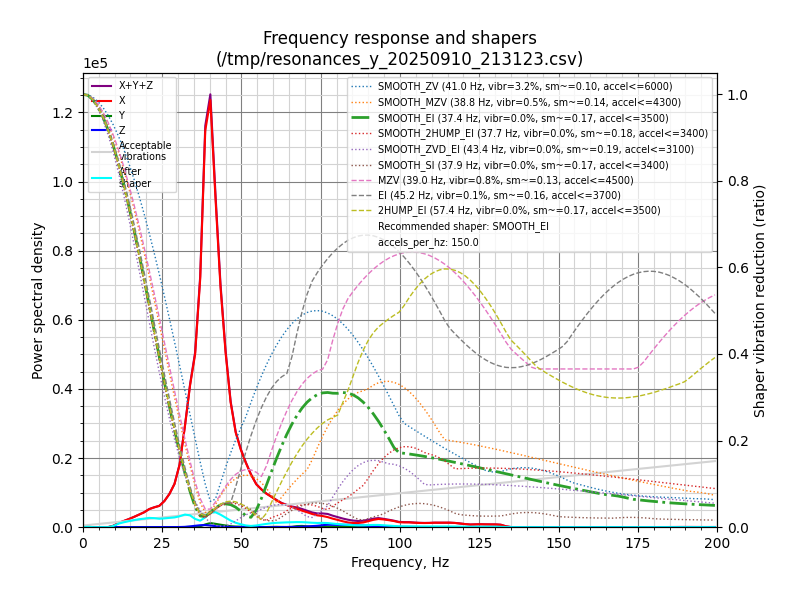 Frequency response and shapers
(/tmp/resonances_y_20250910_213123.csv)
1e5
X+Y+Z
X
Y
Z
Acceptable
vibrations
After
shaper
SMOOTH_ZV (41.0 Hz, vibr=3.2%, sm~=0.10, accel<=6000)
SMOOTH_MZV (38.8 Hz, vibr=0.5%, sm~=0.14, accel<=4300)
SMOOTH_EI (37.4 Hz, vibr=0.0%, sm~=0.17, accel<=3500)
SMOOTH_2HUMP_EI (37.7 Hz, vibr=0.0%, sm~=0.18, accel<=3400)
SMOOTH_ZVD_EI (43.4 Hz, vibr=0.0%, sm~=0.19, accel<=3100)
SMOOTH_SI (37.9 Hz, vibr=0.0%, sm~=0.17, accel<=3400)
MZV (39.0 Hz, vibr=0.8%, sm~=0.13, accel<=4500)
EI (45.2 Hz, vibr=0.1%, sm~=0.16, accel<=3700)
2HUMP_EI (57.4 Hz, vibr=0.0%, sm~=0.17, accel<=3500)
Recommended shaper: SMOOTH_EI
accels_per_hz: 150.0
Power spectral density
1.2
1.0
0.8
0.6
0.4
0.2
0.0
1.0
0.8
0.6
0.4
0.2
0.0
Shaper vibration reduction (ratio)
0 25 50 75 100 125 150 175 200
Frequency, Hz